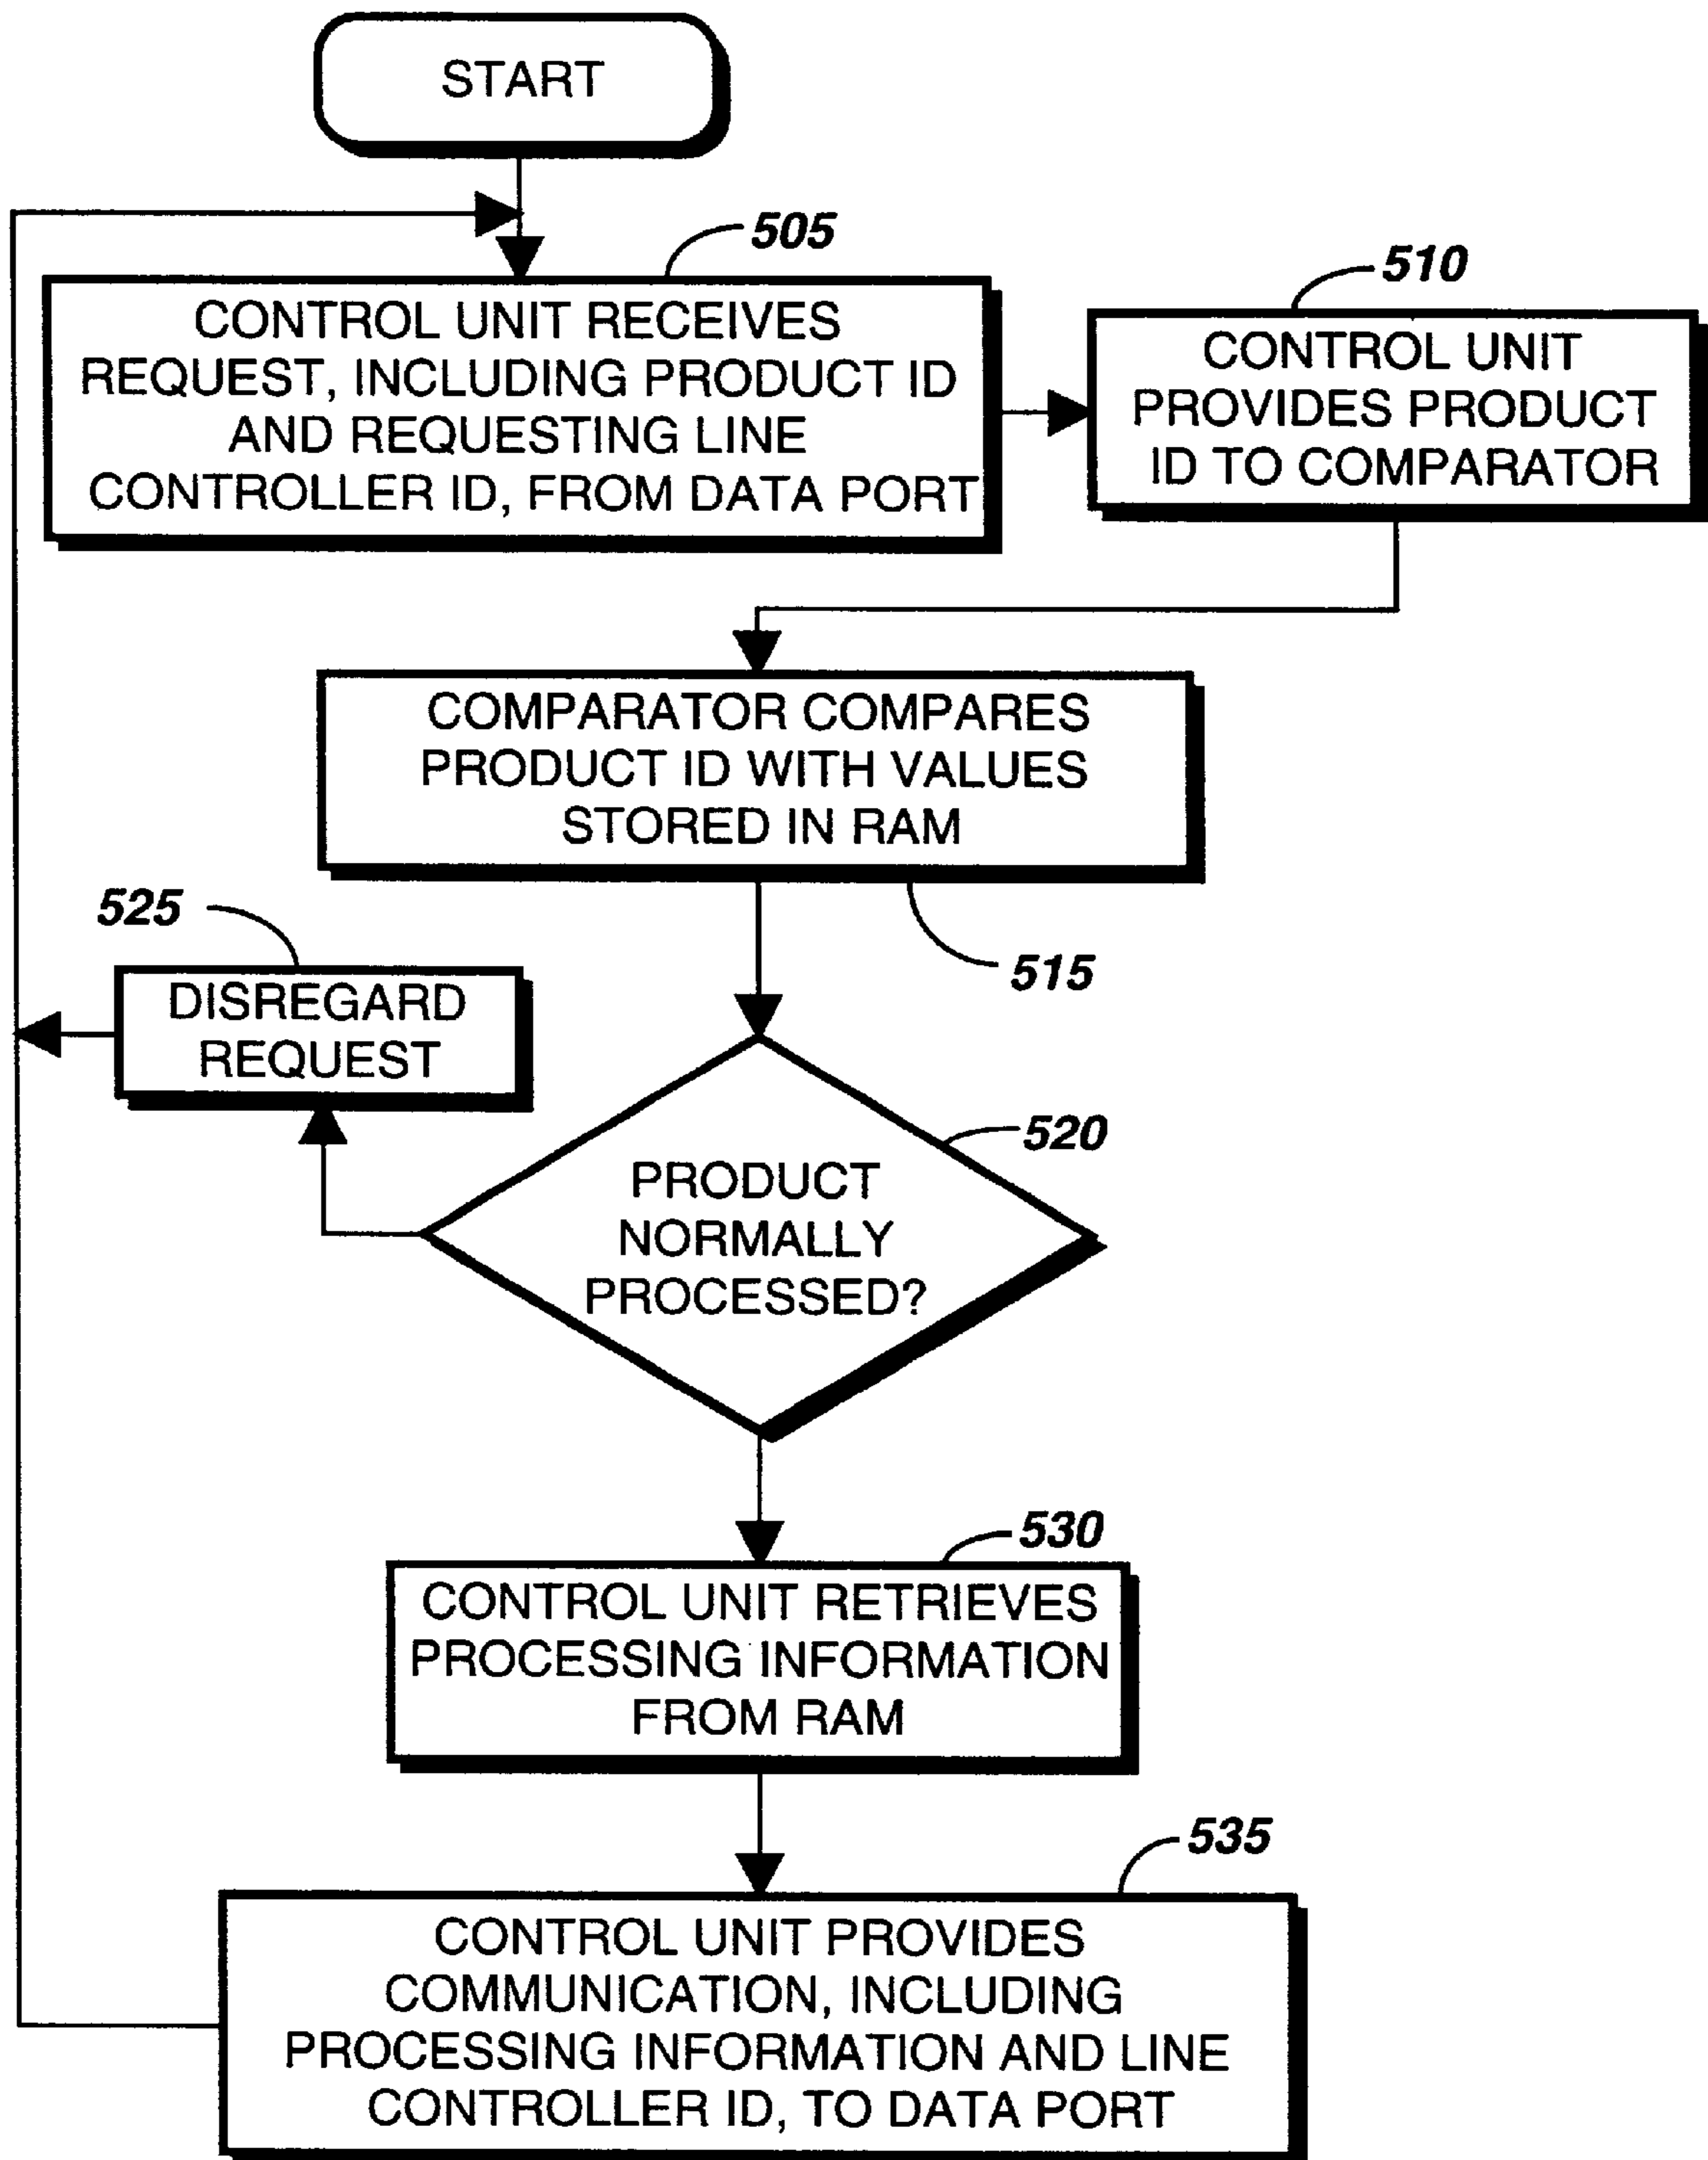 START
505
CONTROL UNIT RECEIVES
REQUEST, INCLUDING PRODUCT ID
AND REQUESTING LINE
CONTROLLER ID, FROM DATA PORT
510
CONTROL UNIT
PROVIDES PRODUCT
ID TO COMPARATOR
COMPARATOR COMPARES
PRODUCT ID WITH VALUES
STORED IN RAM
515
525
DISREGARD
REQUEST
520
PRODUCT
NORMALLY
PROCESSED?
530
CONTROL UNIT RETRIEVES
PROCESSING INFORMATION
FROM RAM
535
CONTROL UNIT PROVIDES
COMMUNICATION, INCLUDING
PROCESSING INFORMATION AND LINE
CONTROLLER ID, TO DATA PORT